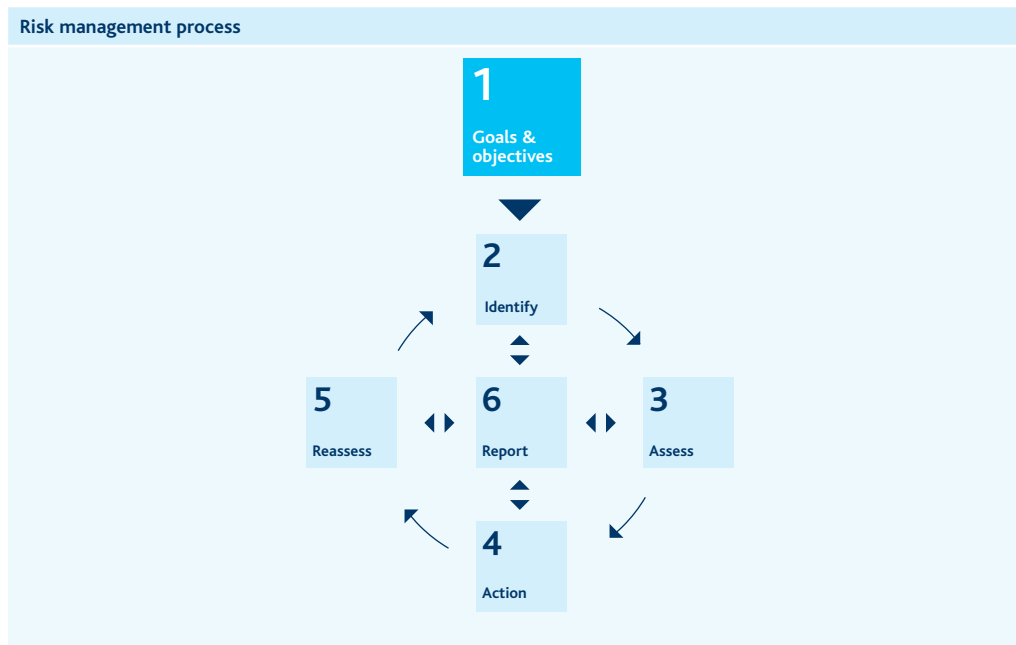 Risk management process
1
Goals &
objectives
2
Identify
5
Reassess
6
Report
3
Assess
4
Action